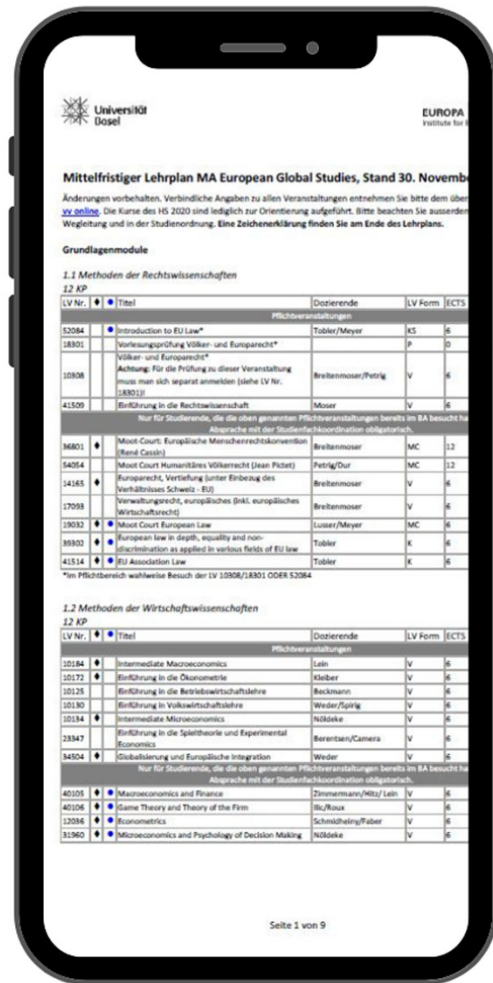 Universität
Basel
EUROPA
Institute for
Mittelfristiger Lehrplan MA European Global Studies, Stand 30. Novembe
Änderungen vorbehalten. Verbindliche Angaben zu allen Veranstaltungen entnehmen Sie bitte dem über
vv online. Die Kurse des HS 2020 sind lediglich zur Orientierung aufgeführt. Bitte beachten Sie ausserden
Wegleitung und in der Studienordnung. Eine Zeichenerklärung finden Sie am Ende des Lehrplans.
Grundlagenmodule
1.1 Methoden der Rechtswissenschaften
12 KP
LV Nr. ♦ ● Titel Dozierende LV Form ECTS
Pflichtveranstaltungen
52084 ♦ ● Introduction to EU Law* Tobler/Meyer KS 6
18301 Vorlesungsprüfung Völker- und Europarecht* P 0
Völker- und Europarecht*
Achtung: Für die Prüfung zu dieser Veranstaltung
10308 muss man sich separat anmelden (siehe LV Nr. Breitenmoser/Petrig V 6
18301)!
41509 Einführung in die Rechtswissenschaft Moser V 6
Nur für Studierende, die die oben genannten Pflichtveranstaltungen bereits im BA besucht ha
Absprache mit der Studienfachkoordination obligatorisch.
36801 ♦ Moot-Court: Europäische Menschenrechtskonvention (René Cassin) Breitenmoser MC 12
54054 Moot Court Humanitäres Völkerrecht (Jean Pictet) Petrig/Dur MC 12
14165 ♦ Europarecht, Vertiefung (unter Einbezug des Verhältnisses Schweiz - EU) Breitenmoser V 6
17093 Verwaltungsrecht, europäisches (inkl. europäisches Wirtschaftsrecht) Breitenmoser V 6
19032 ♦ ● Moot Court European Law Lusser/Meyer MC 6
39302 ♦ ● European law in depth, equality and non-discrimination as applied in various fields of EU law Tobler K 6
41514 ♦ ● EU Association Law Tobler K 6
*Im Pflichtbereich wahlweise Besuch der LV 10308/18301 ODER 52084
1.2 Methoden der Wirtschaftswissenschaften
12 KP
LV Nr. ♦ ● Titel Dozierende LV Form ECTS
Pflichtveranstaltungen
10184 ♦ Intermediate Macroeconomics Lein V 6
10172 ♦ Einführung in die Ökonometrie Kleiber V 6
10125 Einführung in die Betriebswirtschaftslehre Beckmann V 6
10130 Einführung in Volkswirtschaftslehre Weder/Spirig V 6
10134 ♦ Intermediate Microeconomics Nöldeke V 6
23347 Einführung in die Spieltheorie und Experimental Economics Berentsen/Camera V 6
34504 ♦ Globalisierung und Europäische Integration Weder V 6
Nur für Studierende, die die oben genannten Pflichtveranstaltungen bereits im BA besucht ha
Absprache mit der Studienfachkoordination obligatorisch.
40105 ♦ ● Macroeconomics and Finance Zimmermann/Hitz/ Lein V 6
40106 ♦ ● Game Theory and Theory of the Firm Ilic/Roux V 6
12036 ♦ ● Econometrics Schmidheiny/Faber V 6
31960 ♦ ● Microeconomics and Psychology of Decision Making Nöldeke V 6
Seite 1 von 9